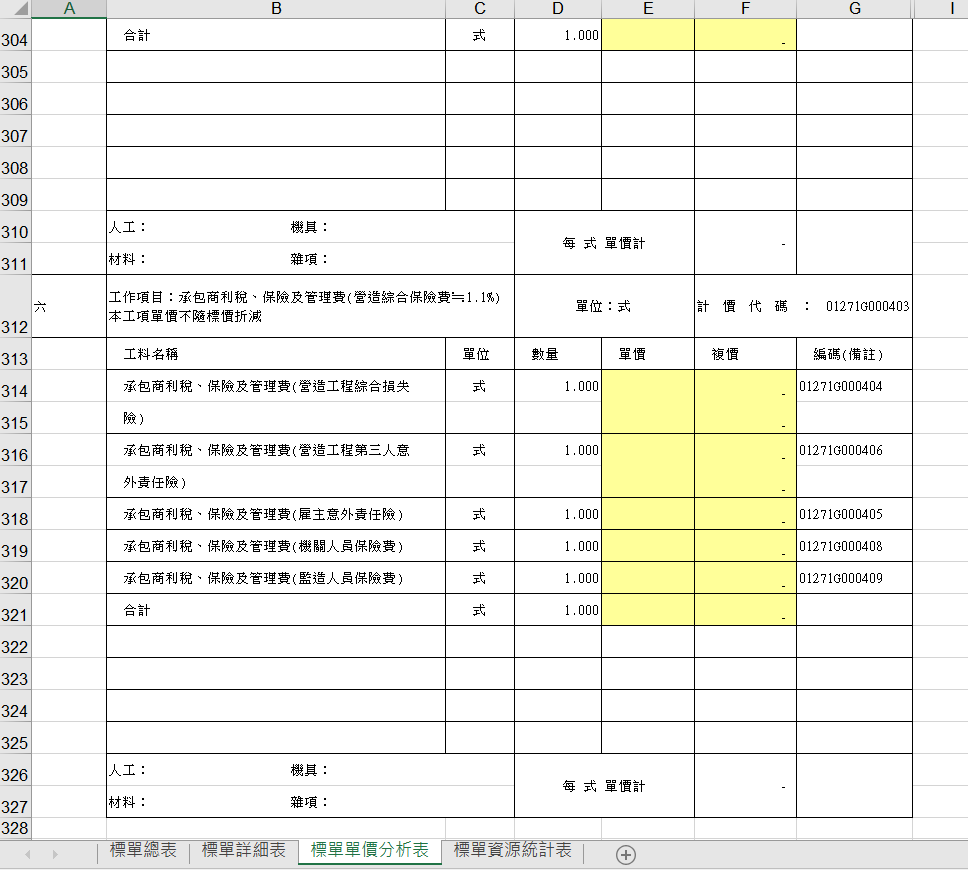 A B C D E F G I
304 合計 式 1.000 -
305
306
307
308
309
310 人工： 機具：
每 式 單價計 -
311 材料： 雜項：
312 六 工作項目：承包商利稅、保險及管理費(營造綜合保險費≒1.1%) 單位：式 計 價 代 碼 ： 01271G000403
本工項單價不隨標價折減
313 工料名稱 單位 數量 單價 複價 編碼(備註)
314 承包商利稅、保險及管理費(營造工程綜合損失 式 1.000 - 01271G000404
315 險) -
316 承包商利稅、保險及管理費(營造工程第三人意 式 1.000 - 01271G000406
317 外責任險) -
318 承包商利稅、保險及管理費(雇主意外責任險) 式 1.000 - 01271G000405
319 承包商利稅、保險及管理費(機關人員保險費) 式 1.000 - 01271G000408
320 承包商利稅、保險及管理費(監造人員保險費) 式 1.000 - 01271G000409
321 合計 式 1.000 -
322
323
324
325
326 人工： 機具：
每 式 單價計 -
327 材料： 雜項：
328
標單總表 標單詳細表 標單單價分析表 標單資源統計表